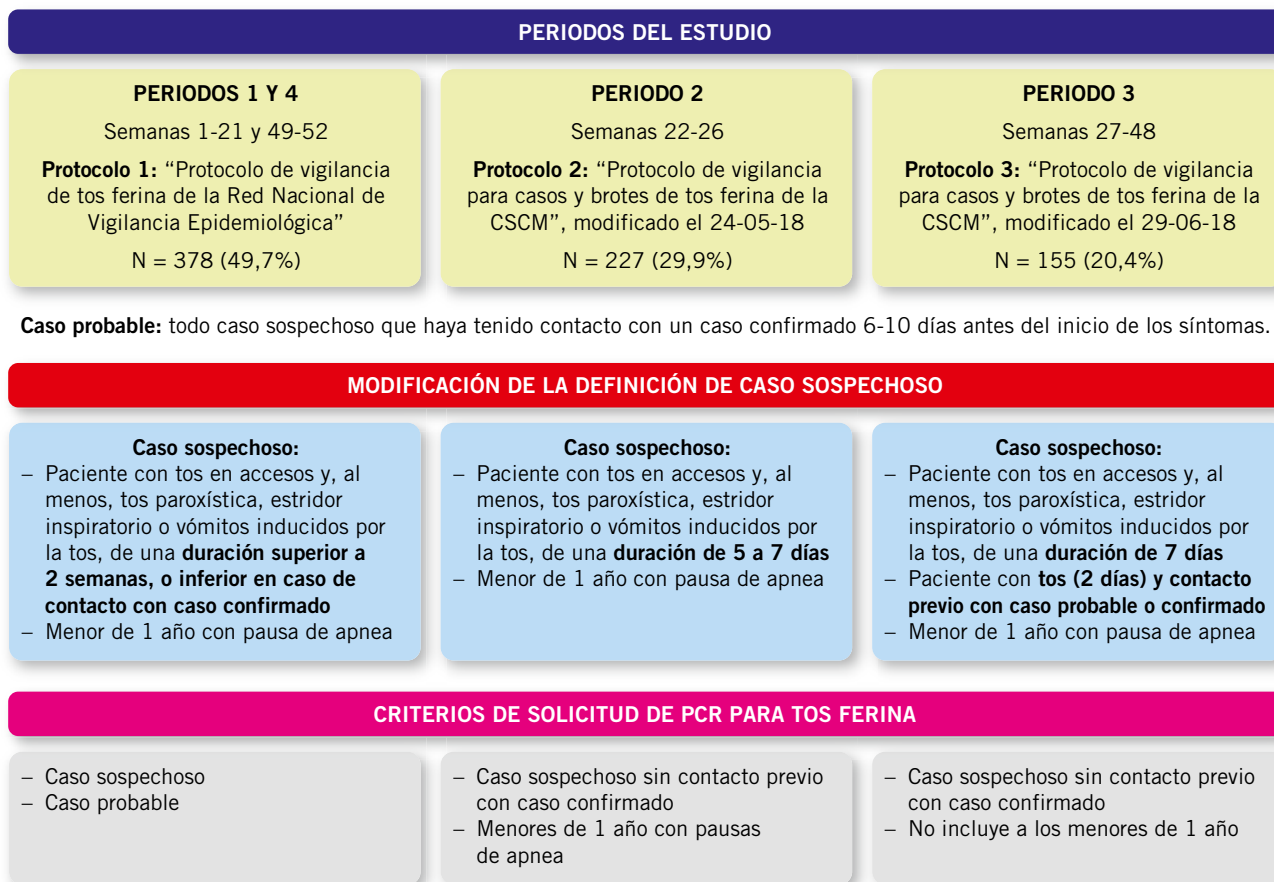 PERIODOS DEL ESTUDIO
PERIODOS 1 Y 4
Semanas 1-21 y 49-52
Protocolo 1: “Protocolo de vigilancia
de tos ferina de la Red Nacional de
Vigilancia Epidemiológica”
N = 378 (49,7%)
PERIODO 2
Semanas 22-26
Protocolo 2: “Protocolo de vigilancia
para casos y brotes de tos ferina de la
CSCM”, modificado el 24-05-18
N = 227 (29,9%)
PERIODO 3
Semanas 27-48
Protocolo 3: “Protocolo de vigilancia
para casos y brotes de tos ferina de la
CSCM”, modificado el 29-06-18
N = 155 (20,4%)
Caso probable: todo caso sospechoso que haya tenido contacto con un caso confirmado 6-10 días antes del inicio de los síntomas.
MODIFICACIÓN DE LA DEFINICIÓN DE CASO SOSPECHOSO
Caso sospechoso:
– Paciente con tos en accesos y, al
menos, tos paroxística, estridor
inspiratorio o vómitos inducidos por
la tos, de una duración superior a
2 semanas, o inferior en caso de
contacto con caso confirmado
– Menor de 1 año con pausa de apnea
Caso sospechoso:
– Paciente con tos en accesos y, al
menos, tos paroxística, estridor
inspiratorio o vómitos inducidos por
la tos, de una duración de 5 a 7 días
– Menor de 1 año con pausa de apnea
Caso sospechoso:
– Paciente con tos en accesos y, al
menos, tos paroxística, estridor
inspiratorio o vómitos inducidos por
la tos, de una duración de 7 días
– Paciente con tos (2 días) y contacto
previo con caso probable o confirmado
– Menor de 1 año con pausa de apnea
CRITERIOS DE SOLICITUD DE PCR PARA TOS FERINA
– Caso sospechoso
– Caso probable
– Caso sospechoso sin contacto previo
con caso confirmado
– Menores de 1 año con pausas
de apnea
– Caso sospechoso sin contacto previo
con caso confirmado
– No incluye a los menores de 1 año